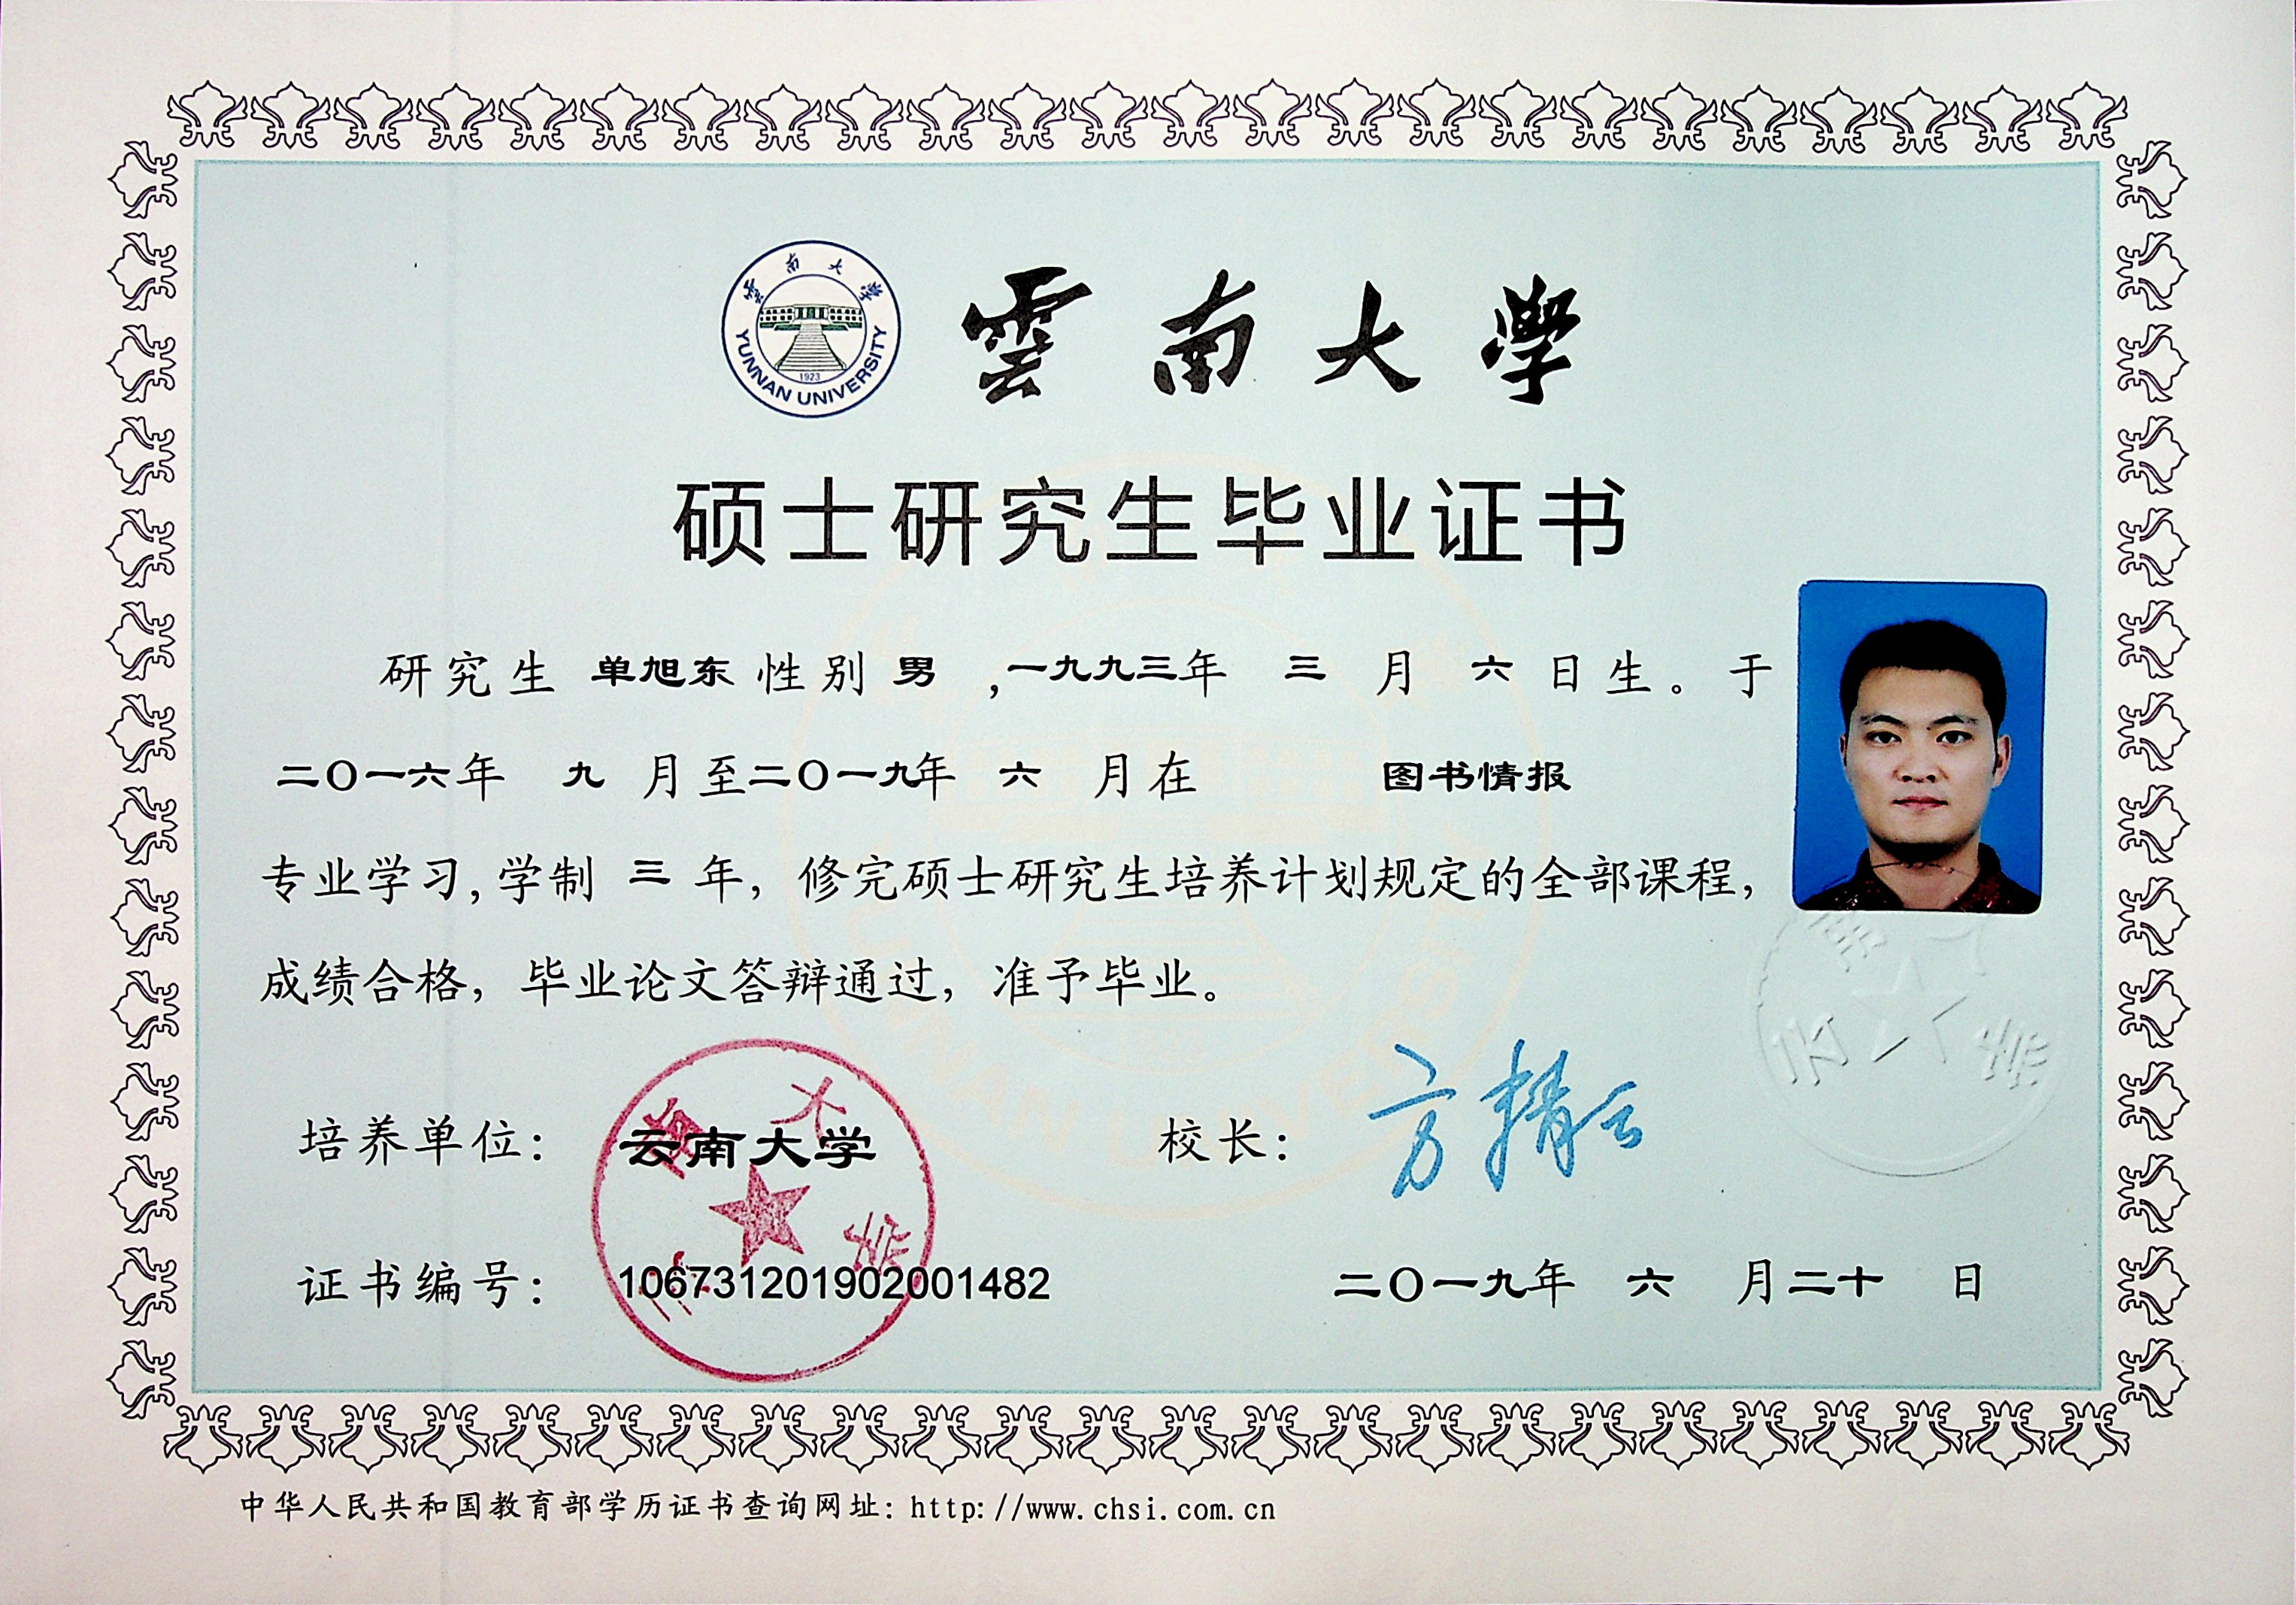 雲南大學
YUNNAN UNIVERSITY
1923
雲南大學
硕士研究生毕业证书
研究生 单旭东 性别 男 ,一九九三年 三 月 六 日生。于
二〇一六年 九 月至二〇一九年 六 月在 图书情报
专业学习,学制 三 年，修完硕士研究生培养计划规定的全部课程，
成绩合格，毕业论文答辩通过，准予毕业。
云南大学
培养单位： 云南大学 校长： 方精云
云南大学
证书编号： 106731201902001482 二〇一九年 六 月二十 日
中华人民共和国教育部学历证书查询网址：http://www.chsi.com.cn